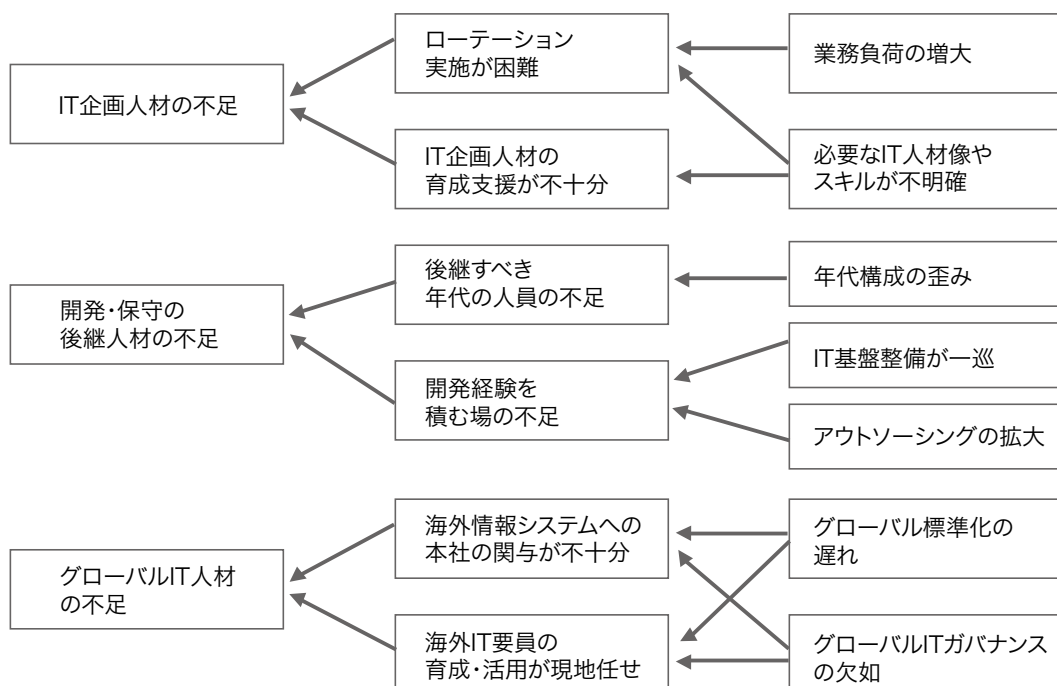 IT企画人材の不足
ローテーション
実施が困難
業務負荷の増大
IT企画人材の
育成支援が不十分
必要なIT人材像や
スキルが不明確
開発・保守の
後継人材の不足
後継すべき
年代の人員の不足
年代構成の歪み
開発経験を
積む場の不足
IT基盤整備が一巡
アウトソーシングの拡大
グローバルIT人材
の不足
海外情報システムへの
本社の関与が不十分
グローバル標準化の
遅れ
海外IT要員の
育成・活用が現地任せ
グローバルITガバナンス
の欠如